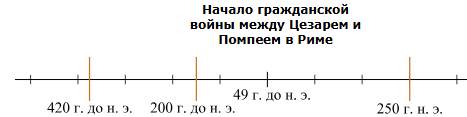 Начало гражданской
войны между Цезарем и
Помпеем в Риме
420 г. до н. э.
200 г. до н. э.
49 г. до н. э.
250 г. н. э.